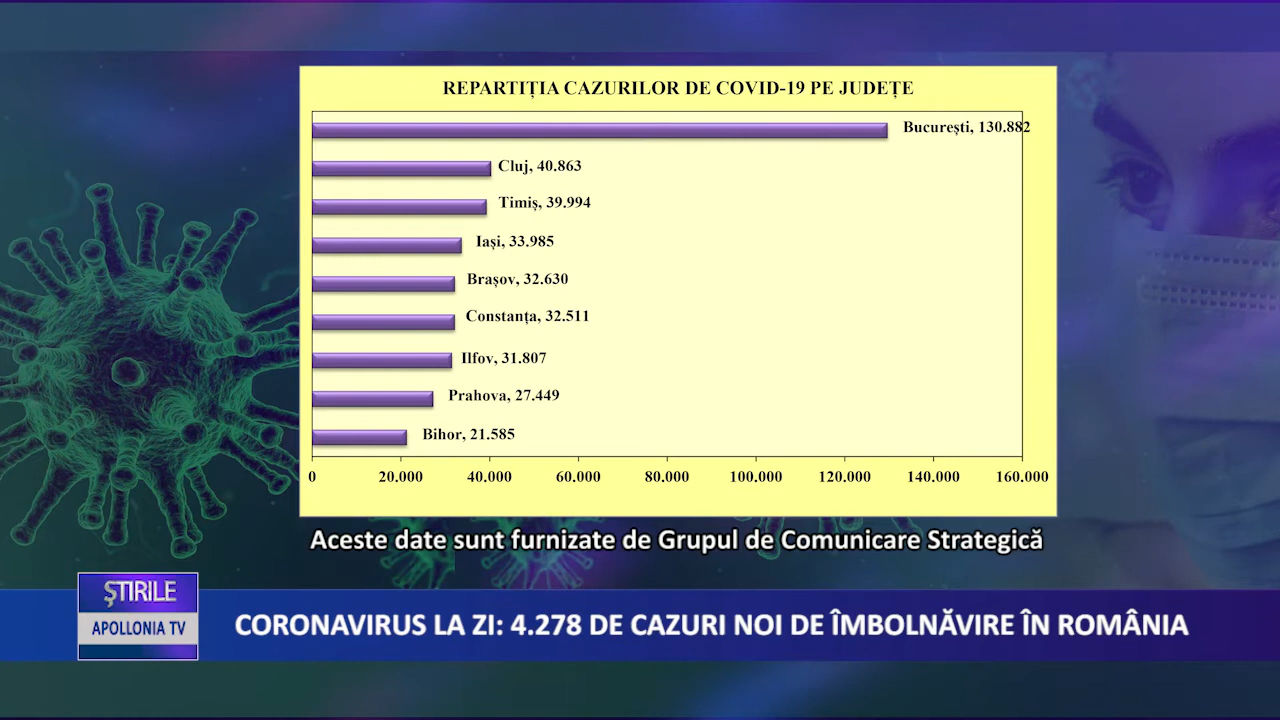 REPARTIȚIA CAZURILOR DE COVID-19 PE JUDEȚE
București, 130.882
Cluj, 40.863
Timiș, 39.994
Iași, 33.985
Brașov, 32.630
Constanța, 32.511
Ilfov, 31.807
Prahova, 27.449
Bihor, 21.585
0 20.000 40.000 60.000 80.000 100.000 120.000 140.000 160.000
Aceste date sunt furnizate de Grupul de Comunicare Strategică
ȘTIRILE
APOLLONIA TV
CORONAVIRUS LA ZI: 4.278 DE CAZURI NOI DE ÎMBOLNĂVIRE ÎN ROMÂNIA